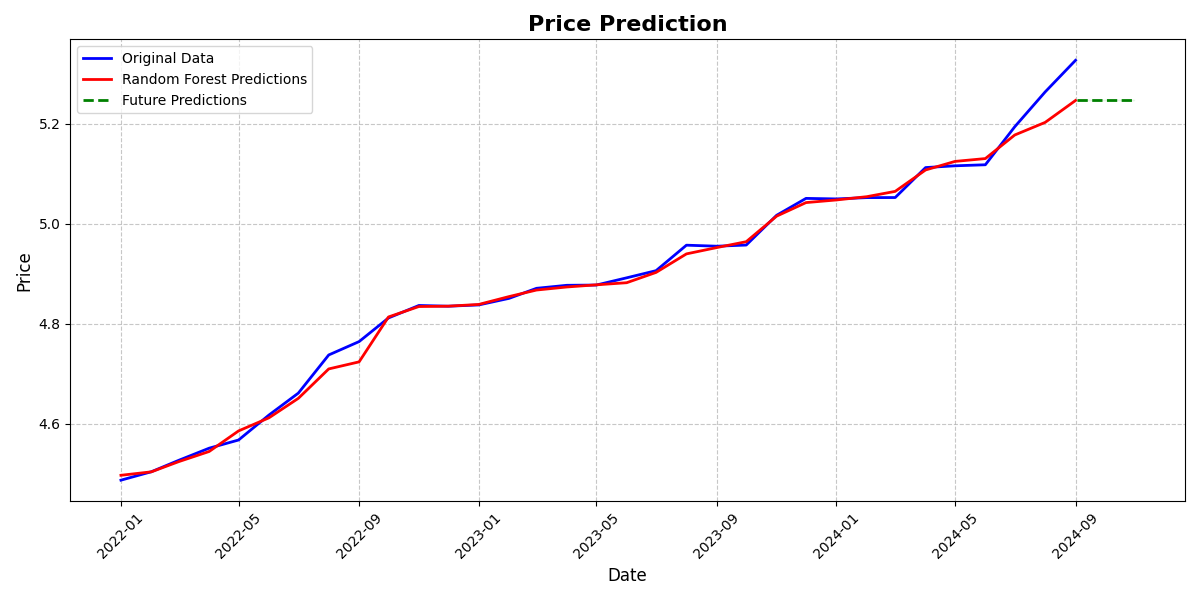 Price Prediction
Original Data
Random Forest Predictions
Future Predictions
Price
5.2
5.0
4.8
4.6
2022-01
2022-05
2022-09
2023-01
2023-05
2023-09
2024-01
2024-05
2024-09
Date